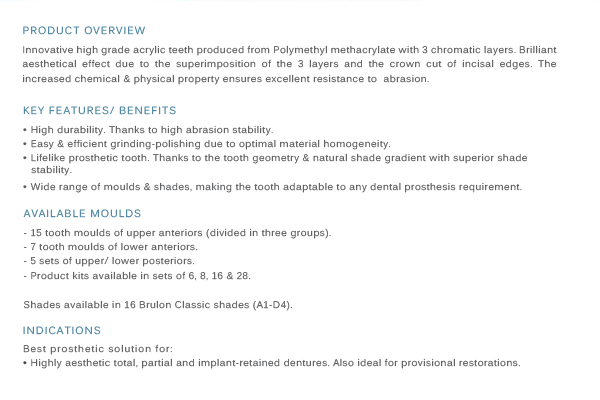 PRODUCT OVERVIEW
Innovative high grade acrylic teeth produced from Polymethyl methacrylate with 3 chromatic layers. Brilliant
aesthetical effect due to the superimposition of the 3 layers and the crown cut of incisal edges. The
increased chemical & physical property ensures excellent resistance to abrasion.
KEY FEATURES/ BENEFITS
• High durability. Thanks to high abrasion stability.
• Easy & efficient grinding-polishing due to optimal material homogeneity.
• Lifelike prosthetic tooth. Thanks to the tooth geometry & natural shade gradient with superior shade
stability.
• Wide range of moulds & shades, making the tooth adaptable to any dental prosthesis requirement.
AVAILABLE MOULDS
- 15 tooth moulds of upper anteriors (divided in three groups).
- 7 tooth moulds of lower anteriors.
- 5 sets of upper/ lower posteriors.
- Product kits available in sets of 6, 8, 16 & 28.
Shades available in 16 Brulon Classic shades (A1-D4).
INDICATIONS
Best prosthetic solution for:
• Highly aesthetic total, partial and implant-retained dentures. Also ideal for provisional restorations.